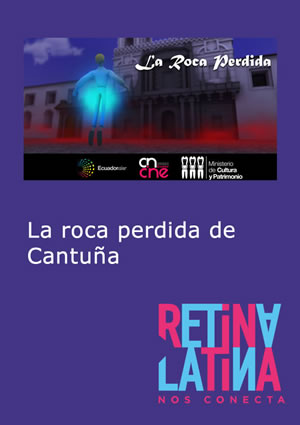 La Roca Perdida
Ecuador
cn
cne
Ministerio
de Cultura
y Patrimonio
La roca perdida de
Cantuña
RETINA
LATINA
NOS CONECTA